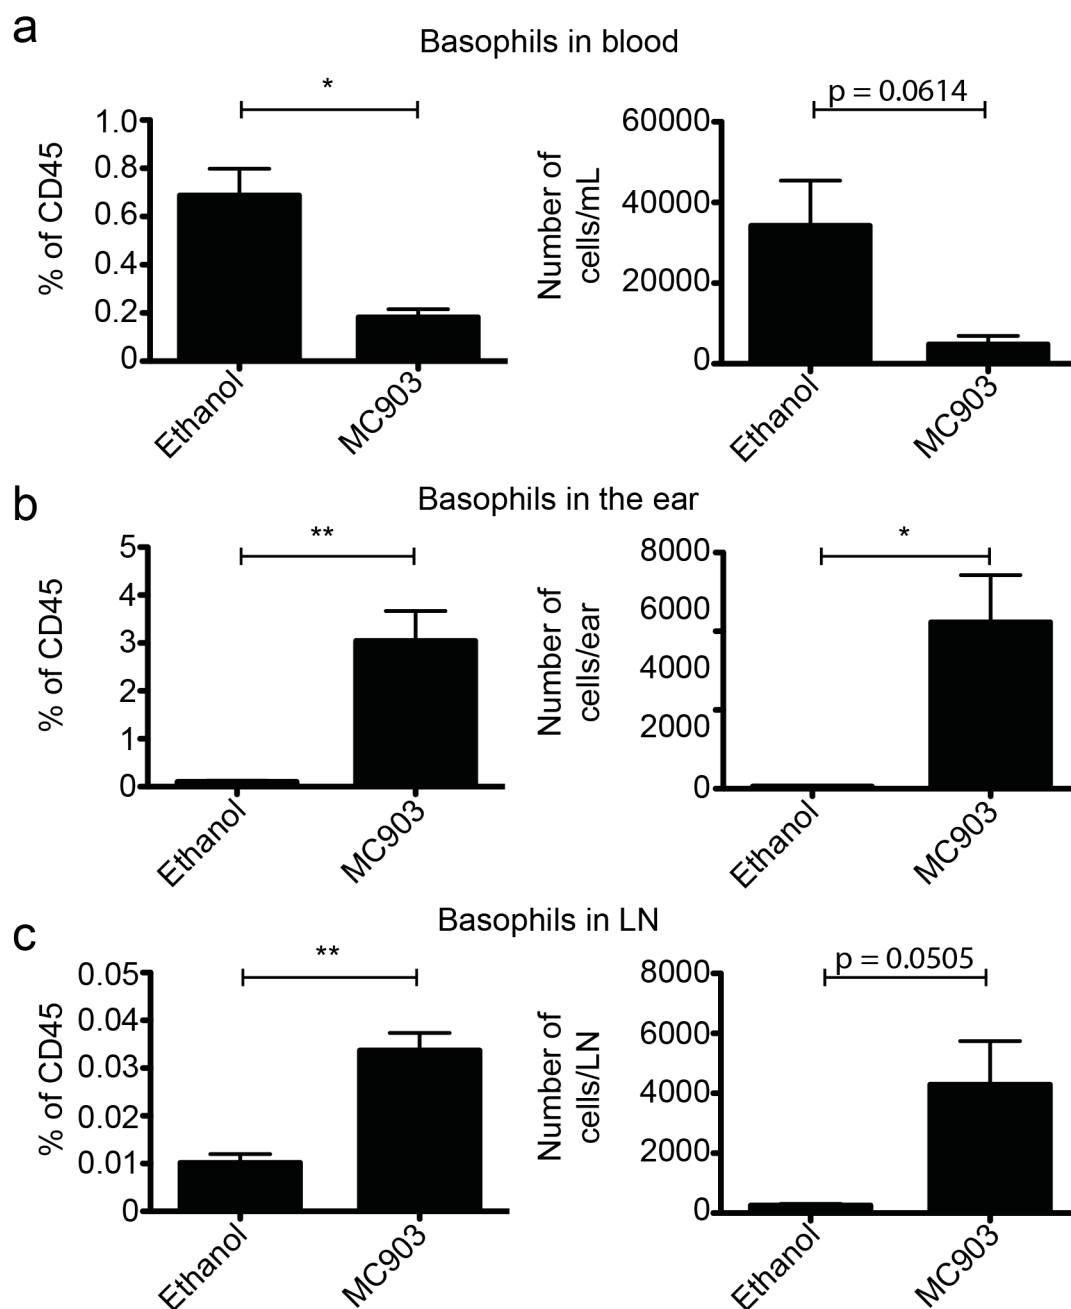 a
Basophils in blood
*
% of CD45
1.0
0.8
0.6
0.4
0.2
0
Ethanol
MC903
p = 0.0614
Number of
cells/mL
60000
40000
20000
0
Ethanol
MC903
b
Basophils in the ear
**
% of CD45
5
4
3
2
1
0
Ethanol
MC903
*
Number of
cells/ear
8000
6000
4000
2000
0
Ethanol
MC903
c
Basophils in LN
**
% of CD45
0.05
0.04
0.03
0.02
0.01
0
Ethanol
MC903
p = 0.0505
Number of
cells/LN
8000
6000
4000
2000
0
Ethanol
MC903